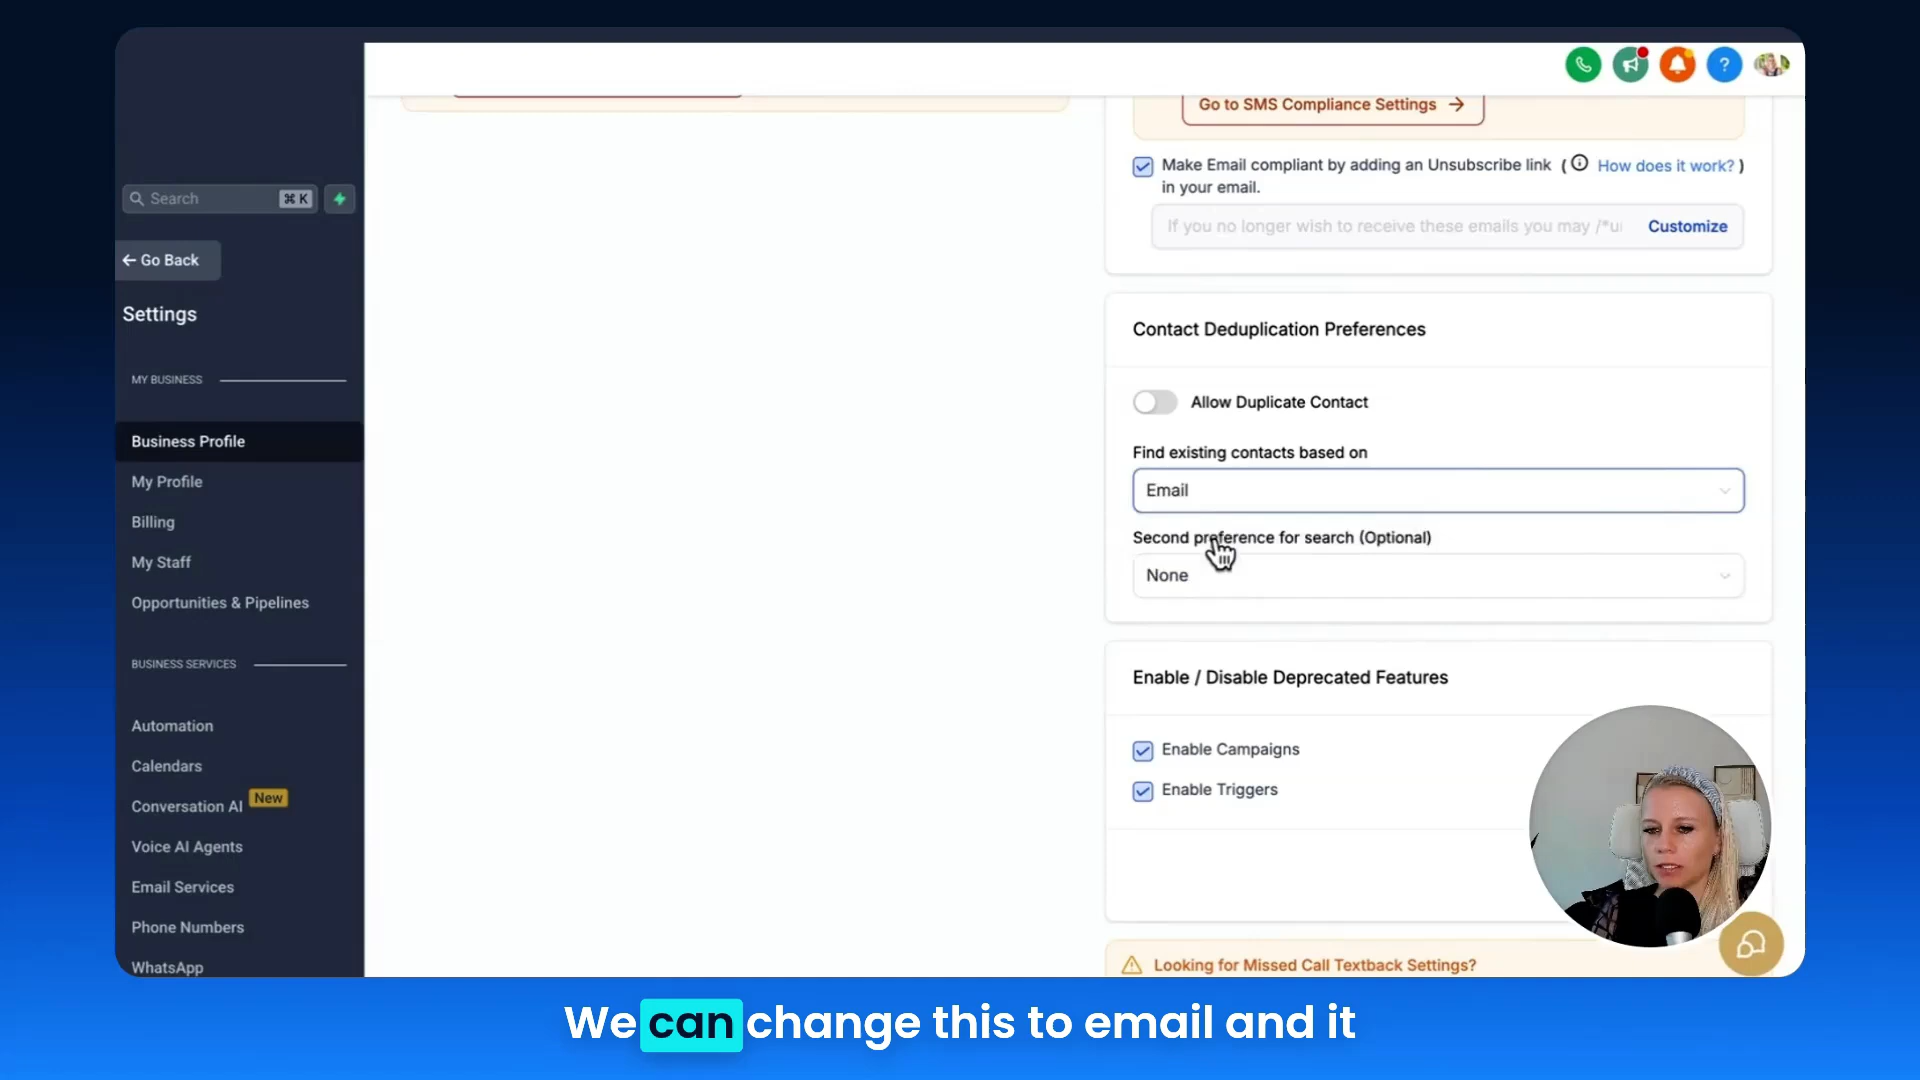 Search ⌘ K
← Go Back
Settings
MY BUSINESS
Business Profile
My Profile
Billing
My Staff
Opportunities & Pipelines
BUSINESS SERVICES
Automation
Calendars
Conversation AI New
Voice AI Agents
Email Services
Phone Numbers
WhatsApp
?
Go to SMS Compliance Settings →
Make Email compliant by adding an Unsubscribe link ( How does it work? )
in your email.
If you no longer wish to receive these emails you may /*u Customize
Contact Deduplication Preferences
Allow Duplicate Contact
Find existing contacts based on
Email
Second preference for search (Optional)
None
Enable / Disable Deprecated Features
Enable Campaigns
Enable Triggers
Looking for Missed Call Textback Settings?
We can change this to email and it